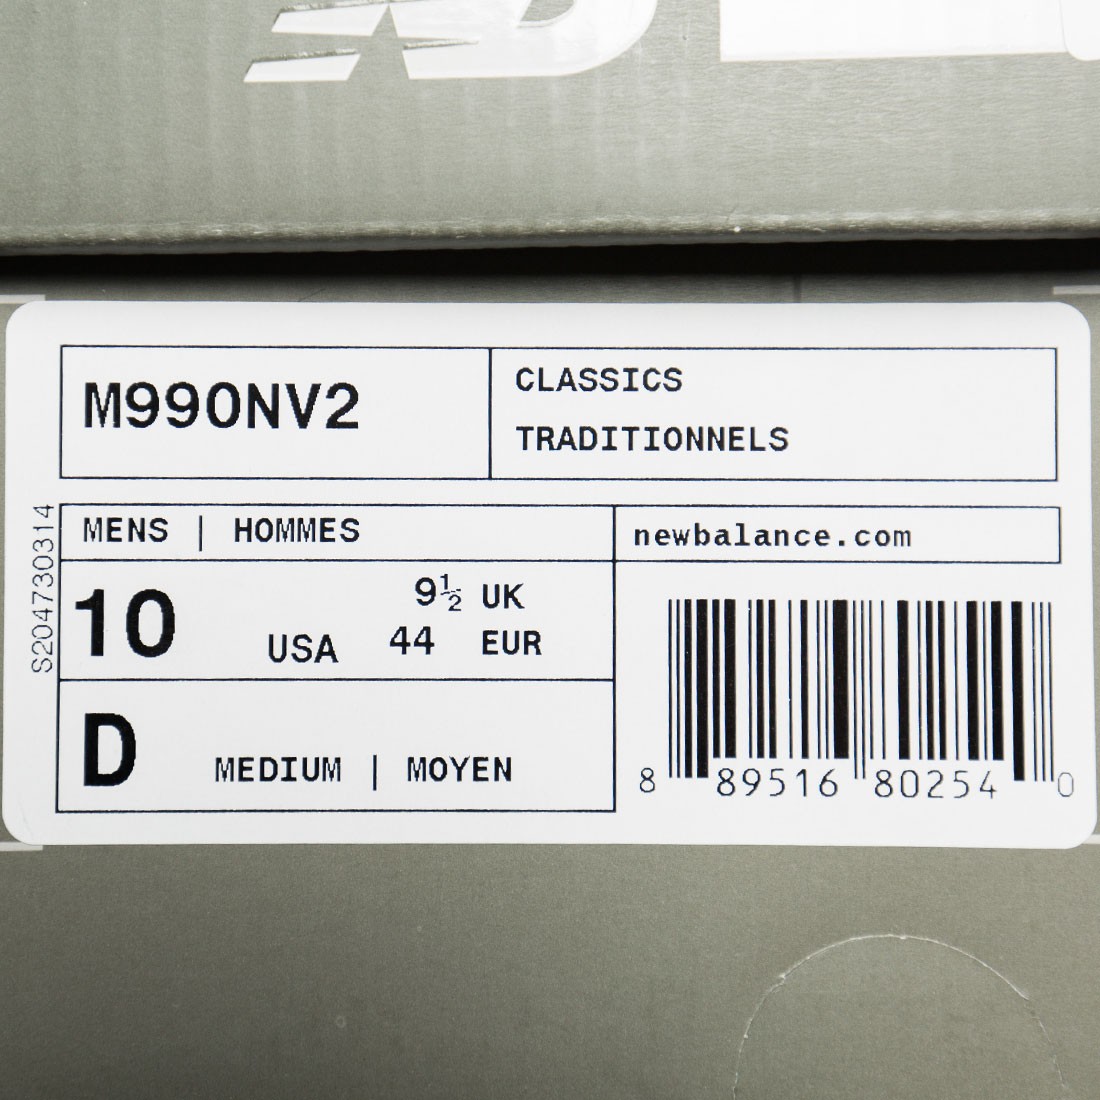 M990NV2
CLASSICS
TRADITIONNELS
S204730314
MENS | HOMMES
newbalance.com
10 USA 9½ UK
44 EUR
D MEDIUM | MOYEN
8 89516 80254 0